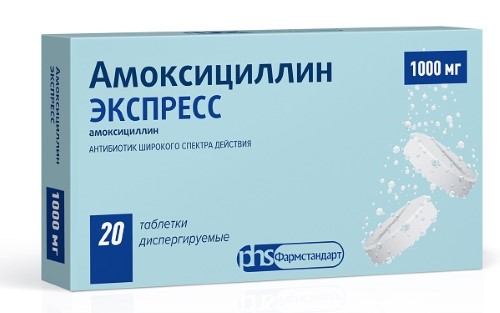 Амоксициллин
ЭКСПРЕСС
амоксициллин
АНТИБИОТИК ШИРОКОГО СПЕКТРА ДЕЙСТВИЯ
1000 мг
20 таблетки
диспергируемые
phs Фармстандарт
Амоксициллин
ЭКСПРЕСС
1000 мг